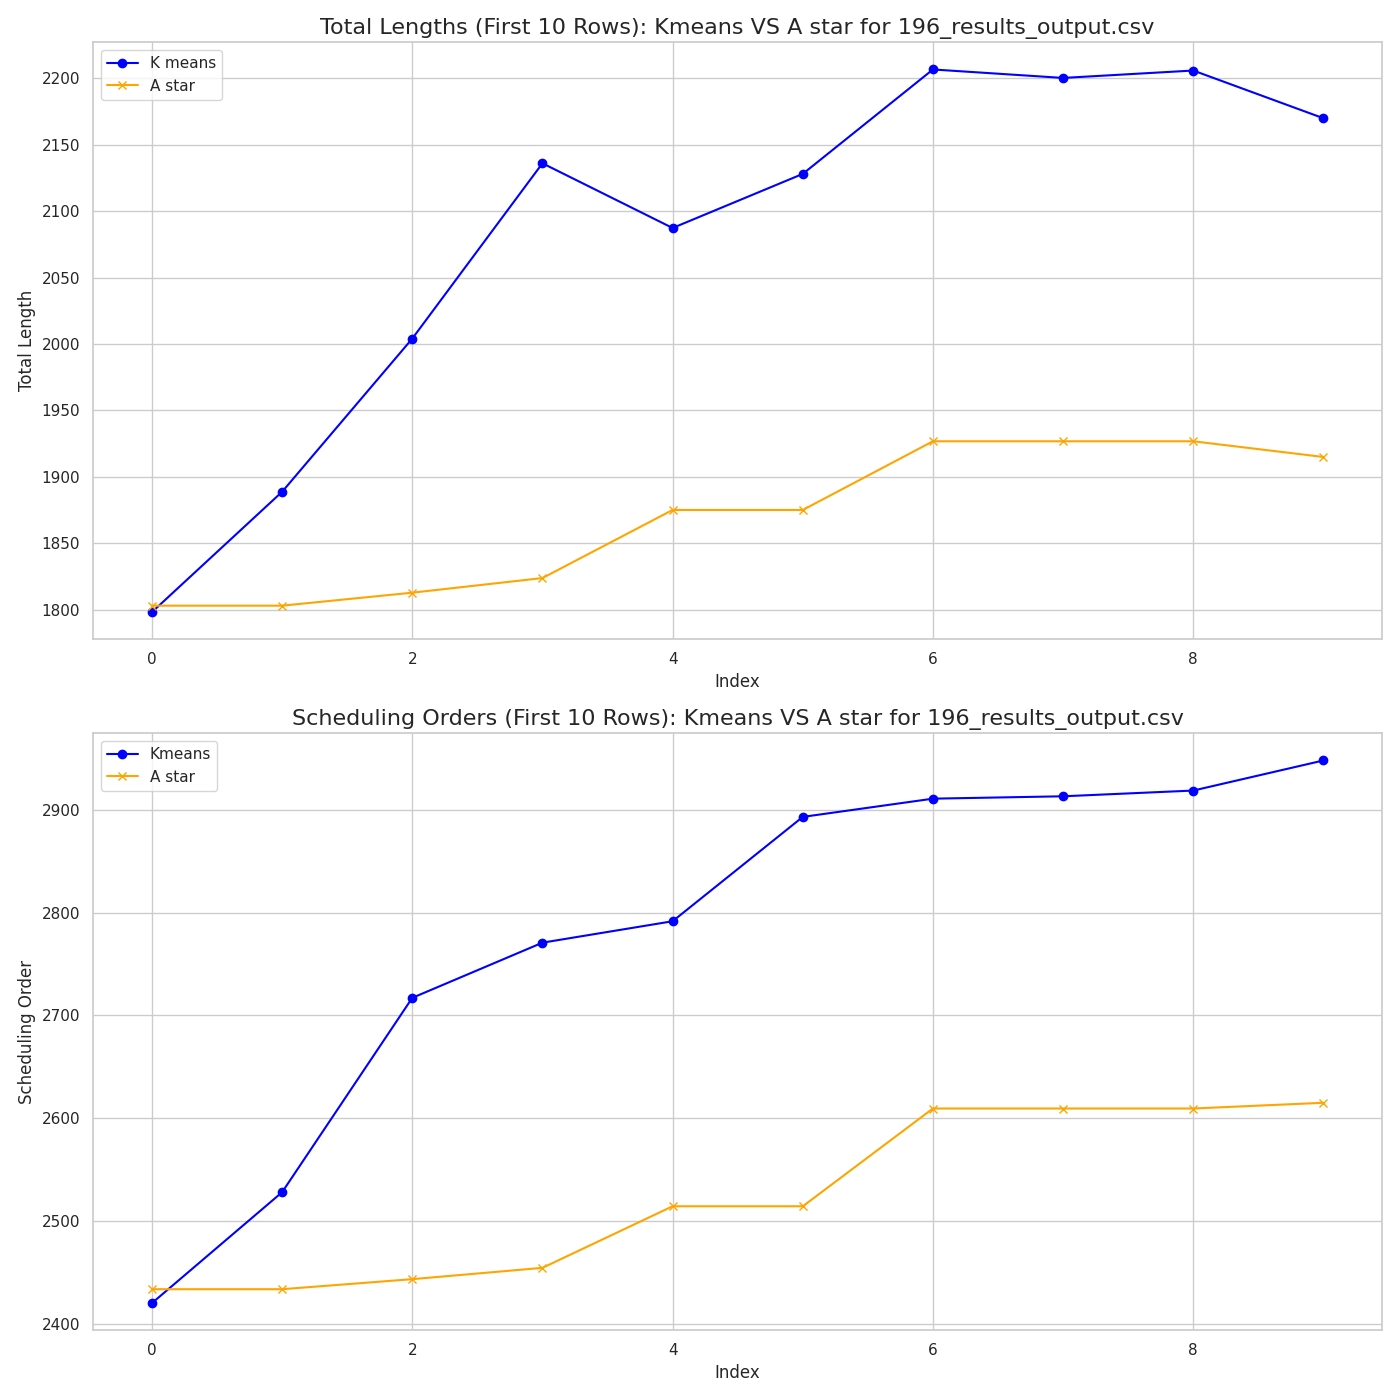 Total Lengths (First 10 Rows): Kmeans VS A star for 196_results_output.csv
K means
A star
2200
2150
2100
2050
2000
1950
1900
1850
1800
Total Length
0 2 4 6 8
Index
Scheduling Orders (First 10 Rows): Kmeans VS A star for 196_results_output.csv
Kmeans
A star
2900
2800
2700
2600
2500
2400
Scheduling Order
0 2 4 6 8
Index